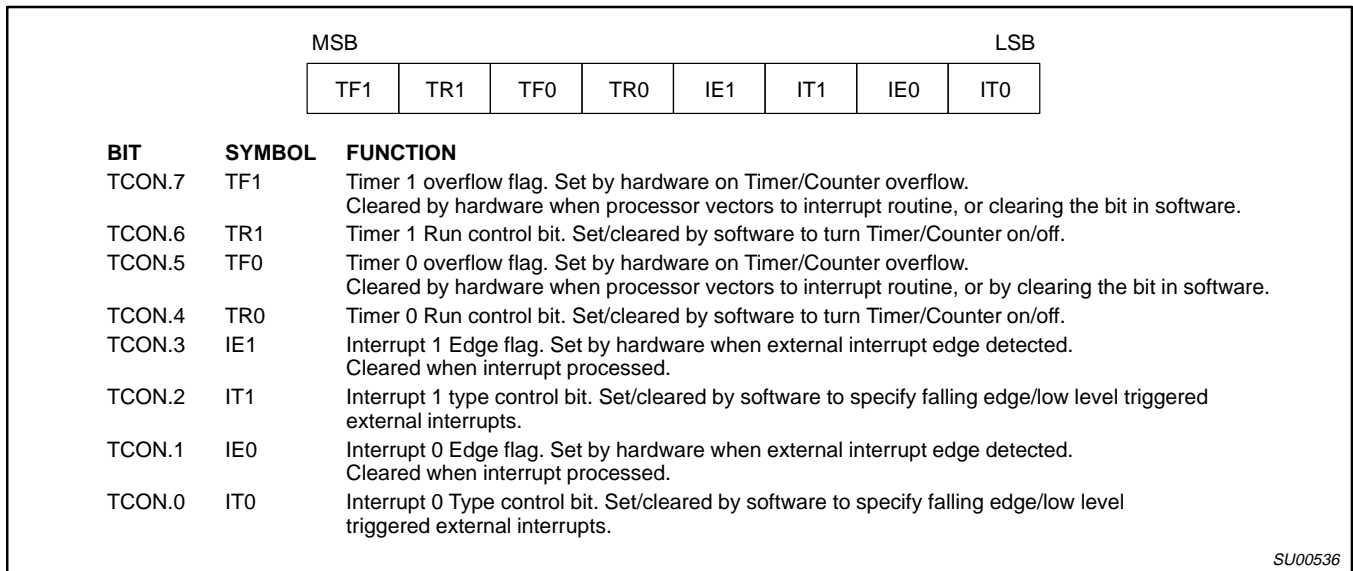 MSB LSB
TF1 TR1 TF0 TR0 IE1 IT1 IE0 IT0
BIT SYMBOL FUNCTION
TCON.7 TF1 Timer 1 overflow flag. Set by hardware on Timer/Counter overflow.
Cleared by hardware when processor vectors to interrupt routine, or clearing the bit in software.
TCON.6 TR1 Timer 1 Run control bit. Set/cleared by software to turn Timer/Counter on/off.
TCON.5 TF0 Timer 0 overflow flag. Set by hardware on Timer/Counter overflow.
Cleared by hardware when processor vectors to interrupt routine, or by clearing the bit in software.
TCON.4 TR0 Timer 0 Run control bit. Set/cleared by software to turn Timer/Counter on/off.
TCON.3 IE1 Interrupt 1 Edge flag. Set by hardware when external interrupt edge detected.
Cleared when interrupt processed.
TCON.2 IT1 Interrupt 1 type control bit. Set/cleared by software to specify falling edge/low level triggered
external interrupts.
TCON.1 IE0 Interrupt 0 Edge flag. Set by hardware when external interrupt edge detected.
Cleared when interrupt processed.
TCON.0 IT0 Interrupt 0 Type control bit. Set/cleared by software to specify falling edge/low level
triggered external interrupts.
SU00536